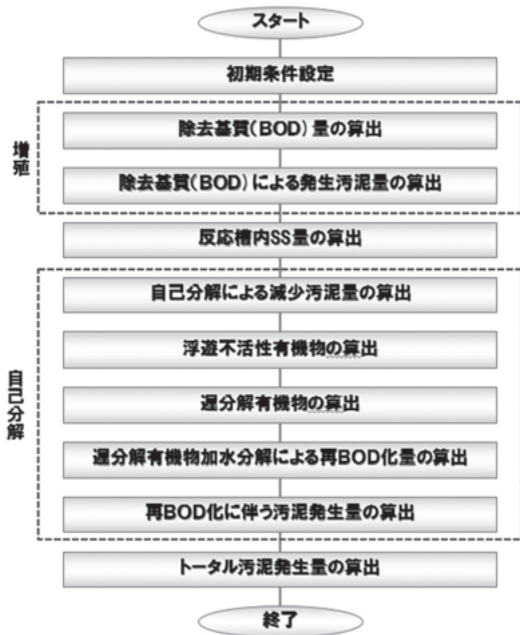 スタート
初期条件設定
増殖
除去基質(BOD)量の算出
除去基質(BOD)による発生汚泥量の算出
反応槽内SS量の算出
自己分解
自己分解による減少汚泥量の算出
浮遊不活性有機物の算出
遅分解有機物の算出
遅分解有機物加水分解による再BOD化量の算出
再BOD化に伴う汚泥発生量の算出
トータル汚泥発生量の算出
終了